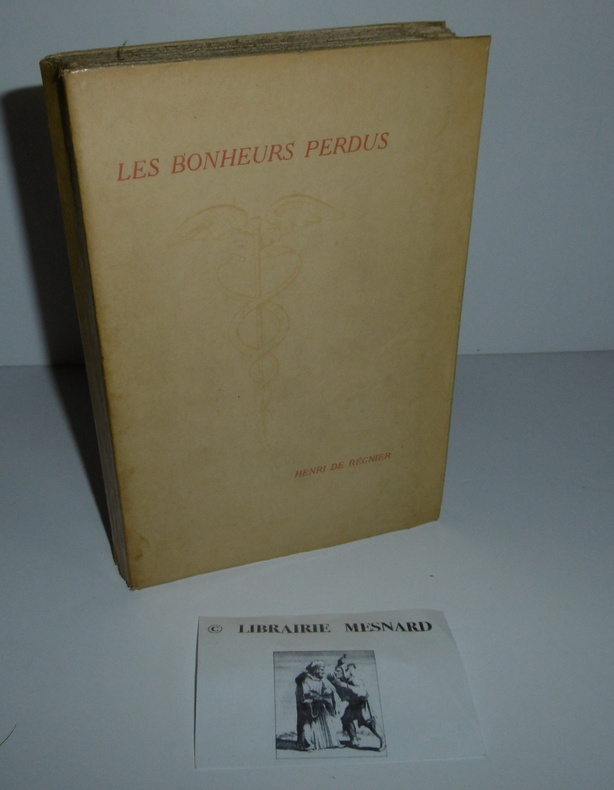 LES BONHEURS PERDUS
HENRI DE RÉGNIER
© LIBRAIRIE MESNARD